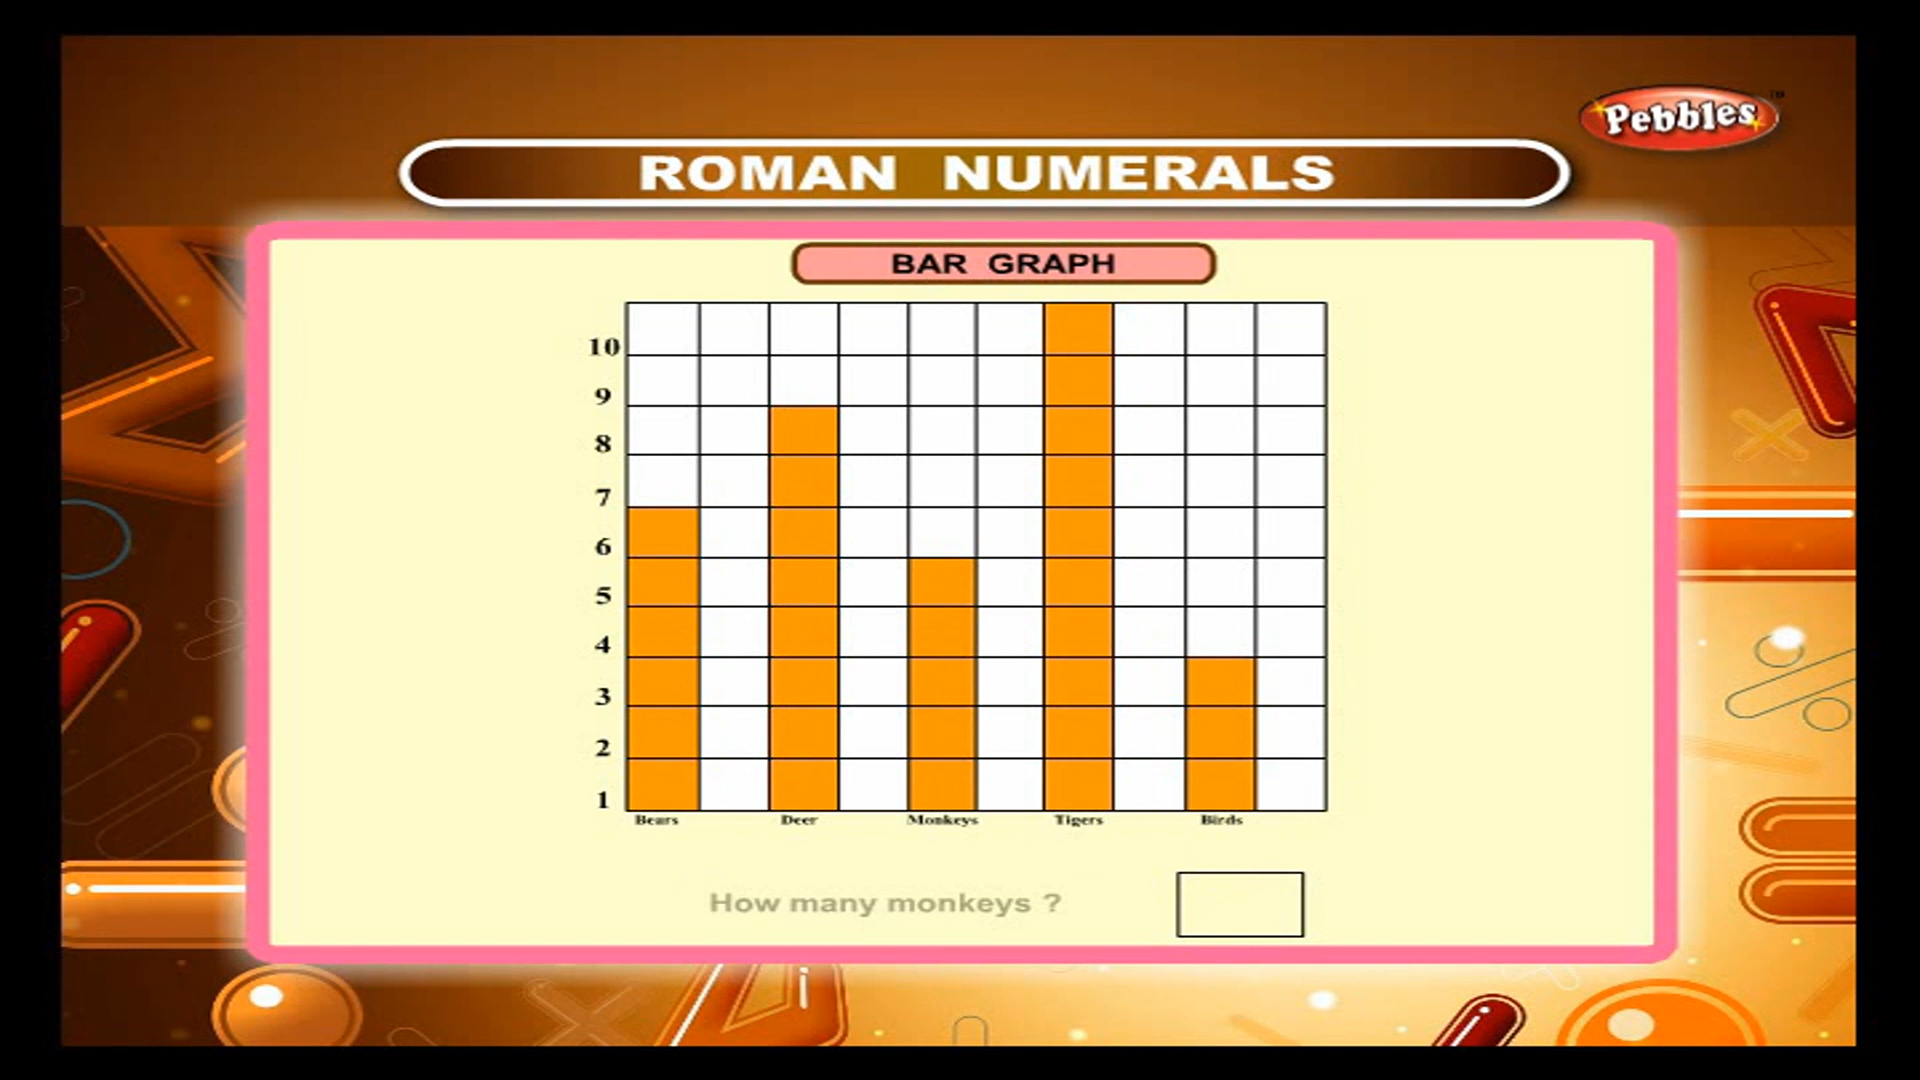 Pebbles™
ROMAN NUMERALS
BAR GRAPH
10
9
8
7
6
5
4
3
2
1
Bears Deer Monkeys Tigers Birds
How many monkeys ?